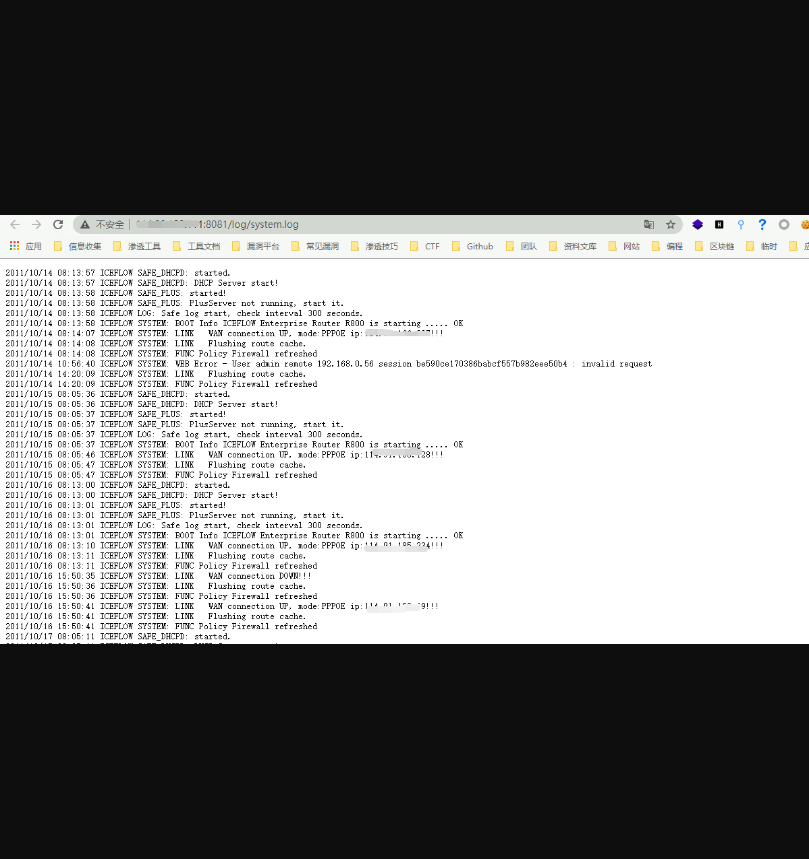 不安全 | :8081/log/system.log
应用 信息收集 渗透工具 工具文档 漏洞平台 常见漏洞 渗透技巧 CTF Github 团队 资料文库 网站 编程 区块链 临时
2011/10/14 08:13:57 ICEFLOW SAFE_DHCPD: started.
2011/10/14 08:13:57 ICEFLOW SAFE_DHCPD: DHCP Server start!
2011/10/14 08:13:58 ICEFLOW SAFE_PLUS: started!
2011/10/14 08:13:58 ICEFLOW SAFE_PLUS: PlusServer not running, start it.
2011/10/14 08:13:58 ICEFLOW LOG: Safe log start, check interval 300 seconds.
2011/10/14 08:13:58 ICEFLOW SYSTEM: BOOT Info ICEFLOW Enterprise Router R800 is starting ..... OK
2011/10/14 08:14:07 ICEFLOW SYSTEM: LINK WAN connection UP, mode:PPPOE ip: !!!
2011/10/14 08:14:08 ICEFLOW SYSTEM: LINK Flushing route cache.
2011/10/14 08:14:08 ICEFLOW SYSTEM: FUNC Policy Firewall refreshed
2011/10/14 10:56:40 ICEFLOW SYSTEM: WEB Error - User admin remote 192.168.0.56 session be590ce170386babcf557b982eee50b4 : invalid request
2011/10/14 14:20:09 ICEFLOW SYSTEM: LINK Flushing route cache.
2011/10/14 14:20:09 ICEFLOW SYSTEM: FUNC Policy Firewall refreshed
2011/10/15 08:05:36 ICEFLOW SAFE_DHCPD: started.
2011/10/15 08:05:36 ICEFLOW SAFE_DHCPD: DHCP Server start!
2011/10/15 08:05:37 ICEFLOW SAFE_PLUS: started!
2011/10/15 08:05:37 ICEFLOW SAFE_PLUS: PlusServer not running, start it.
2011/10/15 08:05:37 ICEFLOW LOG: Safe log start, check interval 300 seconds.
2011/10/15 08:05:37 ICEFLOW SYSTEM: BOOT Info ICEFLOW Enterprise Router R800 is starting ..... OK
2011/10/15 08:05:46 ICEFLOW SYSTEM: LINK WAN connection UP, mode:PPPOE ip: !!!
2011/10/15 08:05:47 ICEFLOW SYSTEM: LINK Flushing route cache.
2011/10/15 08:05:47 ICEFLOW SYSTEM: FUNC Policy Firewall refreshed
2011/10/16 08:13:00 ICEFLOW SAFE_DHCPD: started.
2011/10/16 08:13:00 ICEFLOW SAFE_DHCPD: DHCP Server start!
2011/10/16 08:13:01 ICEFLOW SAFE_PLUS: started!
2011/10/16 08:13:01 ICEFLOW SAFE_PLUS: PlusServer not running, start it.
2011/10/16 08:13:01 ICEFLOW LOG: Safe log start, check interval 300 seconds.
2011/10/16 08:13:01 ICEFLOW SYSTEM: BOOT Info ICEFLOW Enterprise Router R800 is starting ..... OK
2011/10/16 08:13:10 ICEFLOW SYSTEM: LINK WAN connection UP, mode:PPPOE ip: !!!
2011/10/16 08:13:11 ICEFLOW SYSTEM: LINK Flushing route cache.
2011/10/16 08:13:11 ICEFLOW SYSTEM: FUNC Policy Firewall refreshed
2011/10/16 15:50:35 ICEFLOW SYSTEM: LINK WAN connection DOWN!!!
2011/10/16 15:50:36 ICEFLOW SYSTEM: LINK Flushing route cache.
2011/10/16 15:50:36 ICEFLOW SYSTEM: FUNC Policy Firewall refreshed
2011/10/16 15:50:41 ICEFLOW SYSTEM: LINK WAN connection UP, mode:PPPOE ip: !!!
2011/10/16 15:50:41 ICEFLOW SYSTEM: LINK Flushing route cache.
2011/10/16 15:50:41 ICEFLOW SYSTEM: FUNC Policy Firewall refreshed
2011/10/17 08:05:11 ICEFLOW SAFE_DHCPD: started.